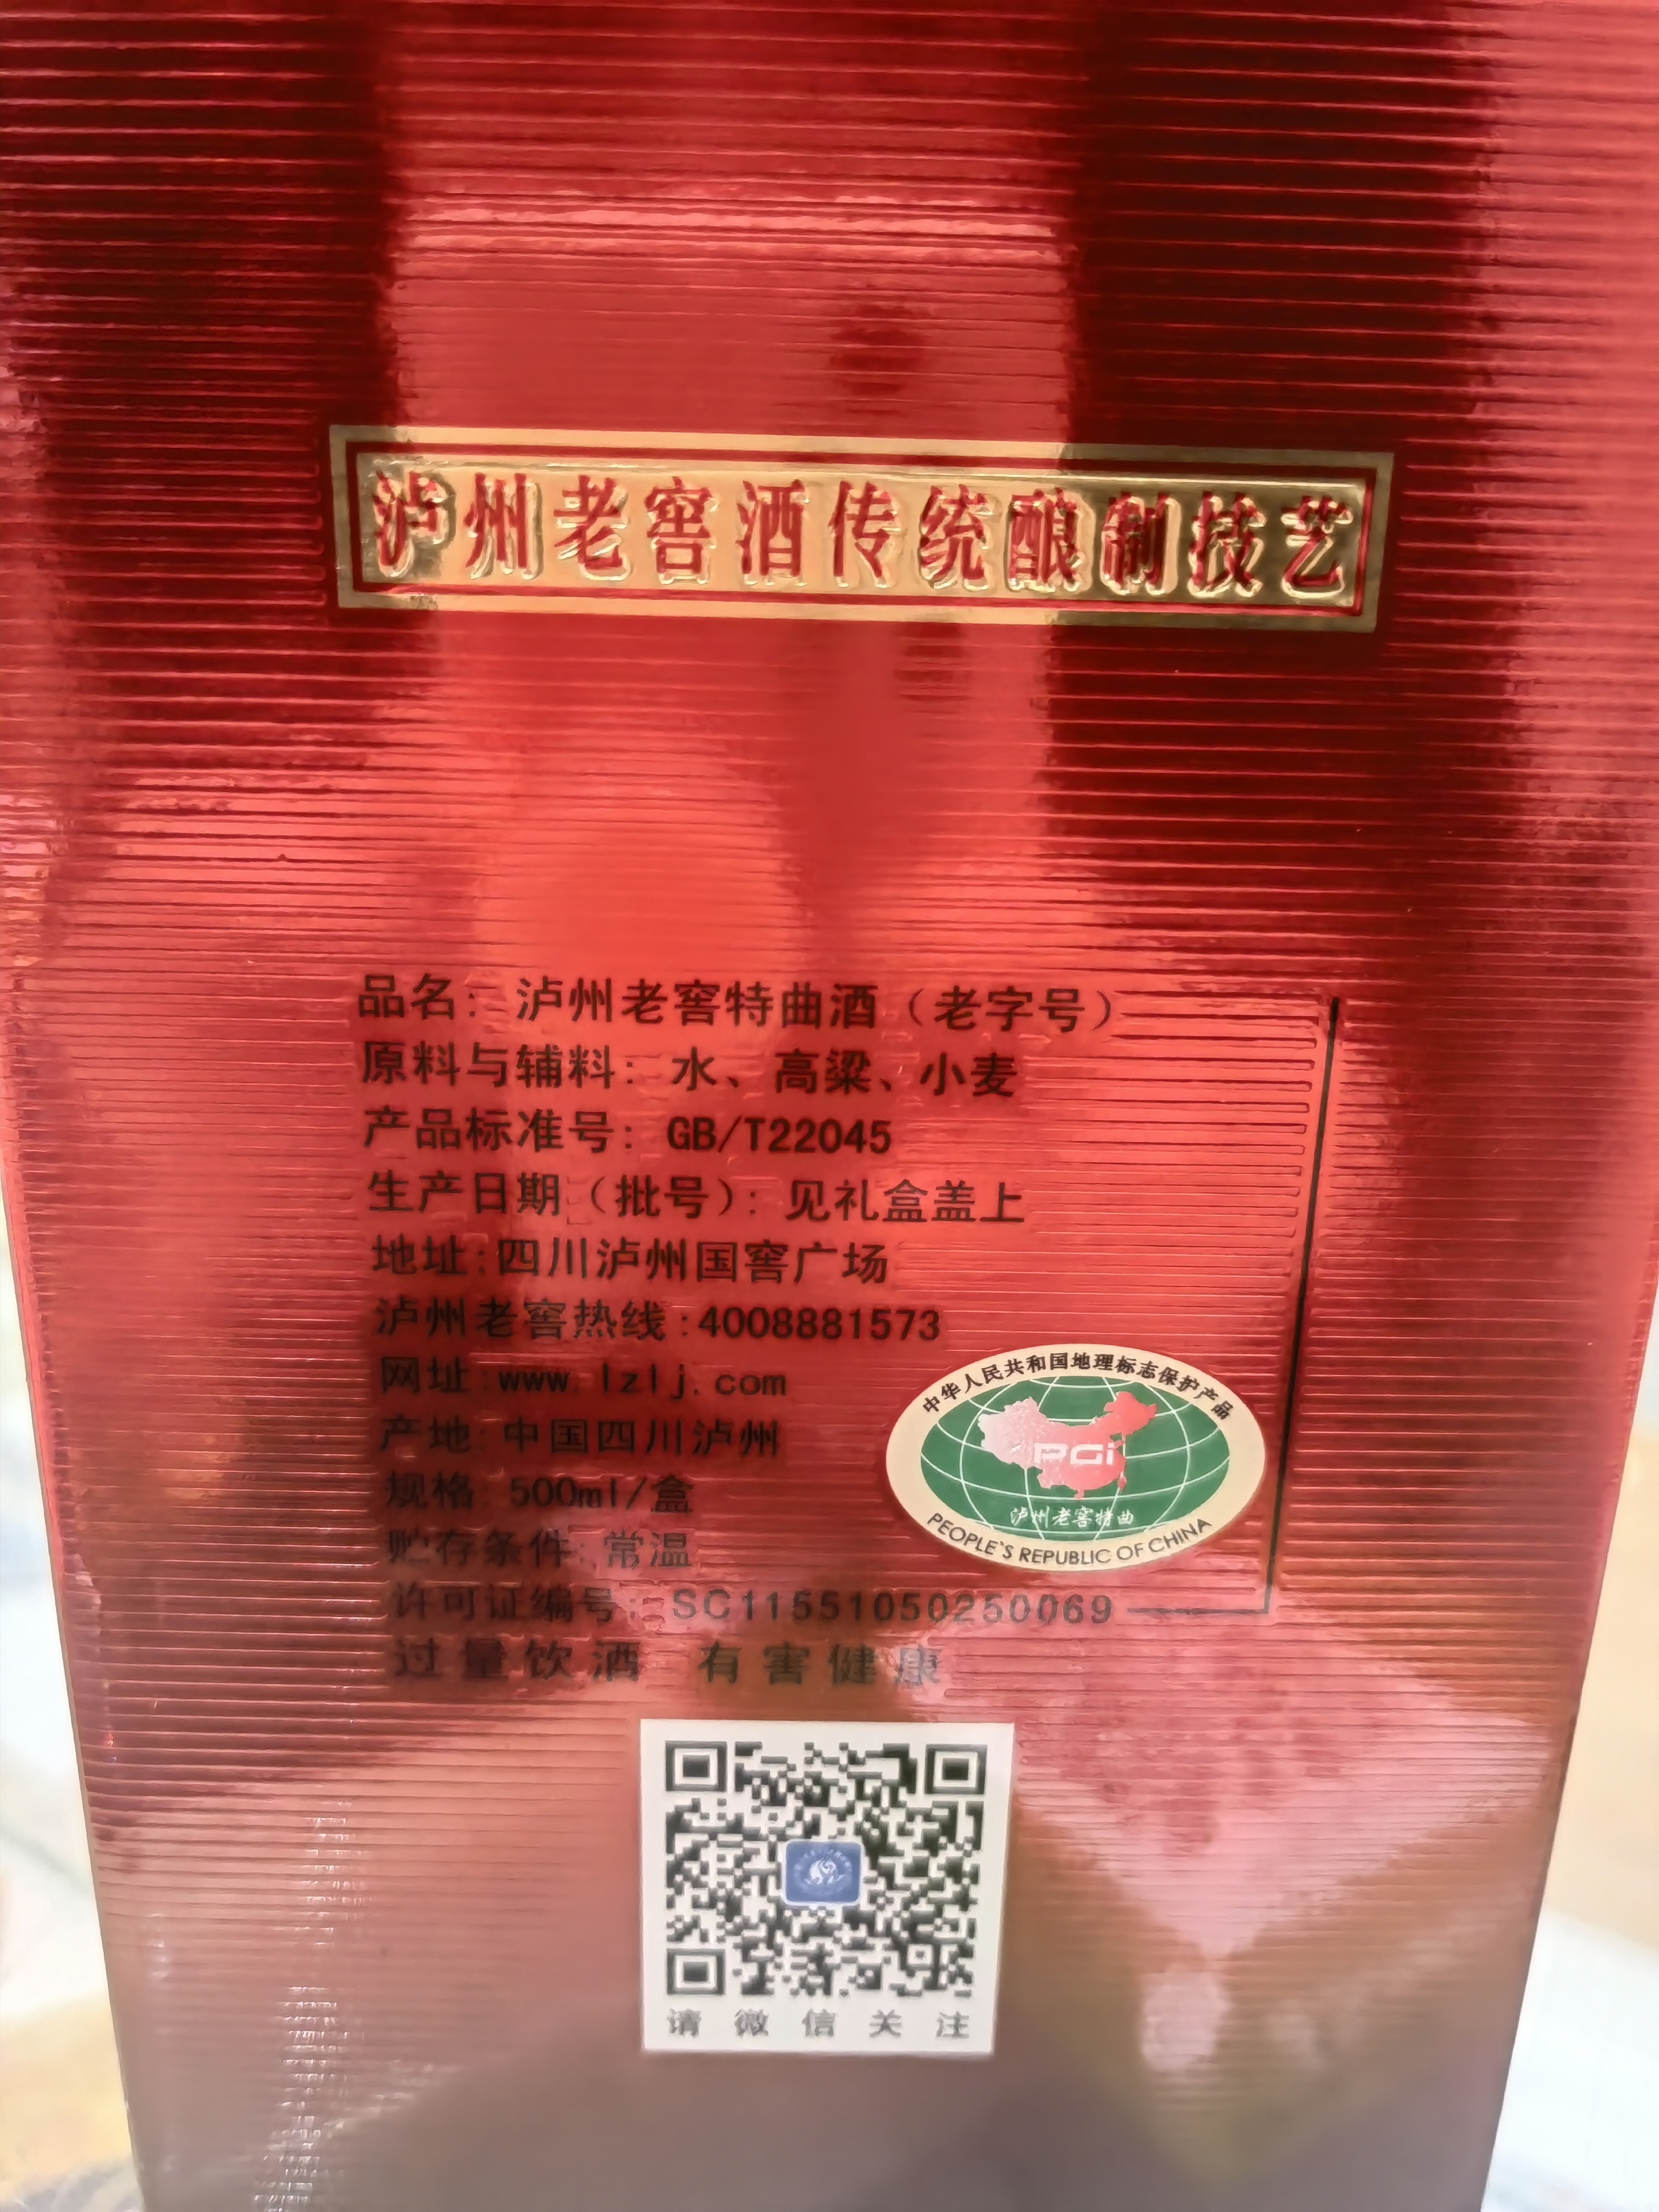 泸州老窖酒传统酿制技艺
品名：泸州老窖特曲酒（老字号）
原料与辅料：水、高粱、小麦
产品标准号：GB/T22045
生产日期（批号）：见礼盒盖上
地址:四川泸州国窖广场
泸州老窖热线:4008881573
网址:www.lzlj.com
产地:中国四川泸州
规格:500ml/盒
贮存条件:常温
许可证编号：SC11551050250069
过量饮酒 有害健康
中华人民共和国地理标志保护产品
PGi
泸州老窖特曲
PEOPLE'S REPUBLIC OF CHINA
请微信关注